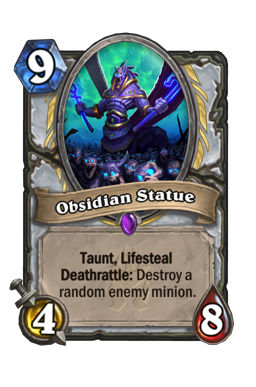 9
Obsidian Statue
Taunt, Lifesteal
Deathrattle: Destroy a
random enemy minion.
4
8